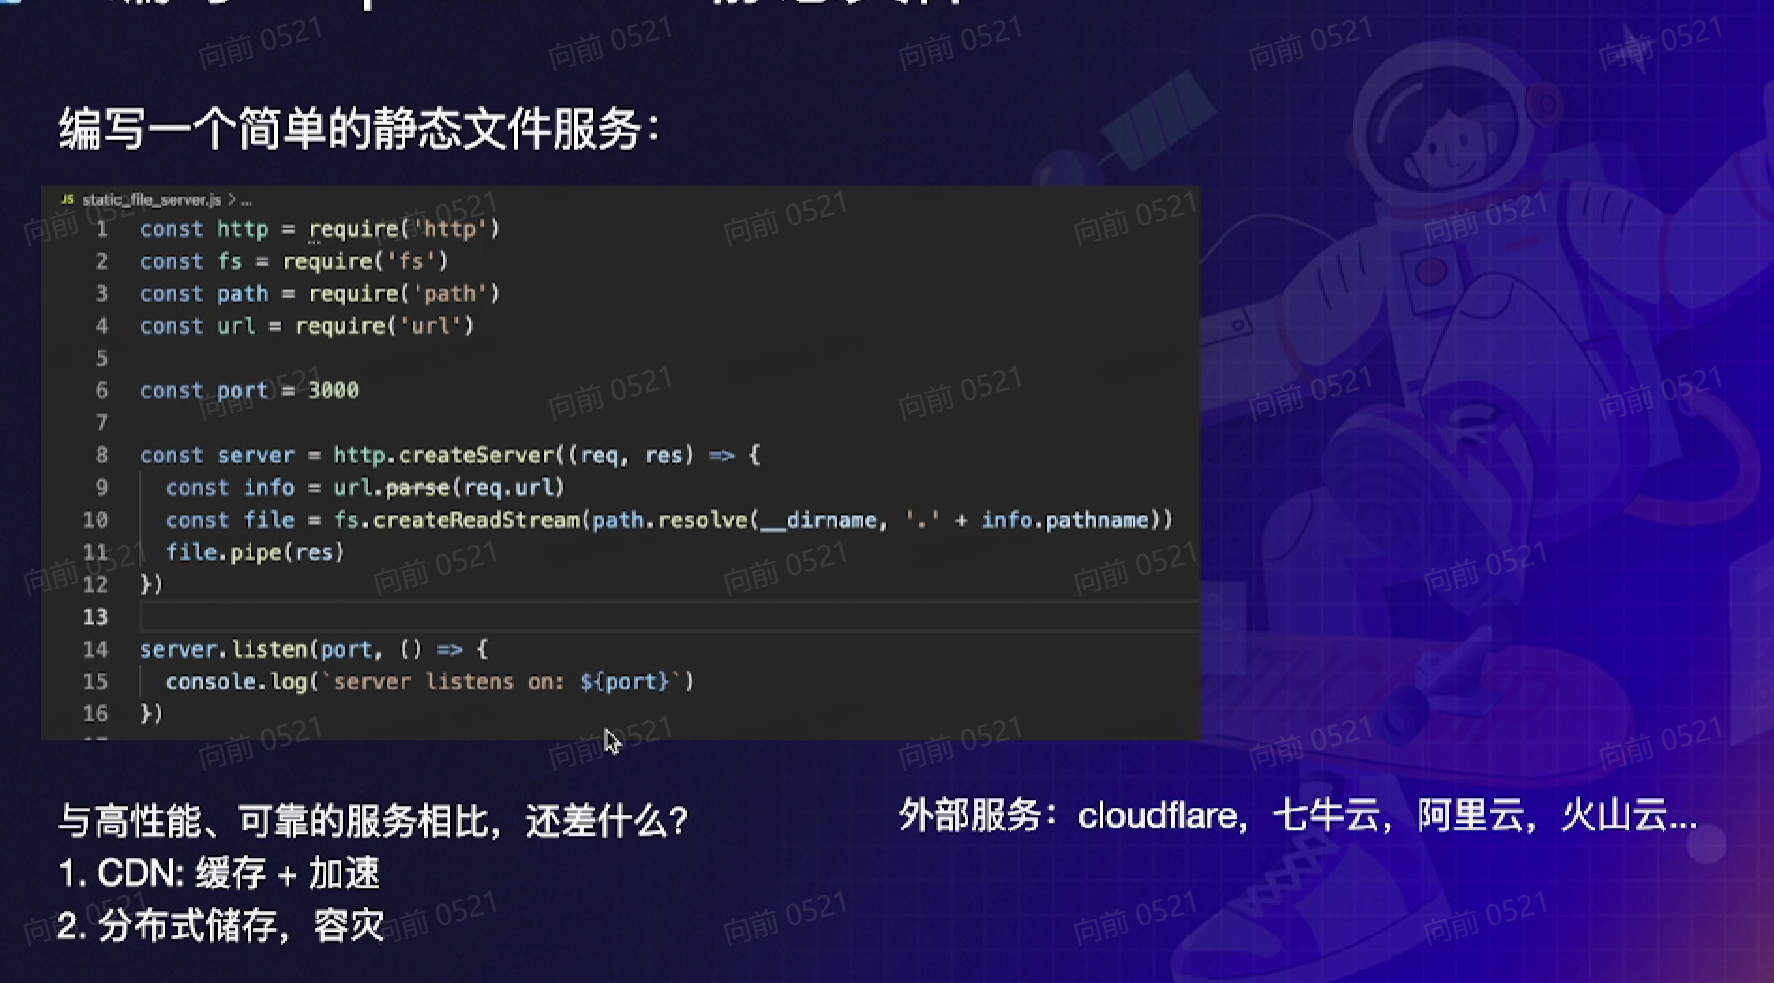 编写一个简单的静态文件服务：
JS static_file_server.js > ...
1 const http = require('http')
2 const fs = require('fs')
3 const path = require('path')
4 const url = require('url')
5
6 const port = 3000
7
8 const server = http.createServer((req, res) => {
9 const info = url.parse(req.url)
10 const file = fs.createReadStream(path.resolve(__dirname, '.' + info.pathname))
11 file.pipe(res)
12 })
13
14 server.listen(port, () => {
15 console.log(`server listens on: ${port}`)
16 })
与高性能、可靠的服务相比，还差什么？
1. CDN: 缓存 + 加速
2. 分布式储存，容灾
外部服务：cloudflare，七牛云，阿里云，火山云...
向前 0521